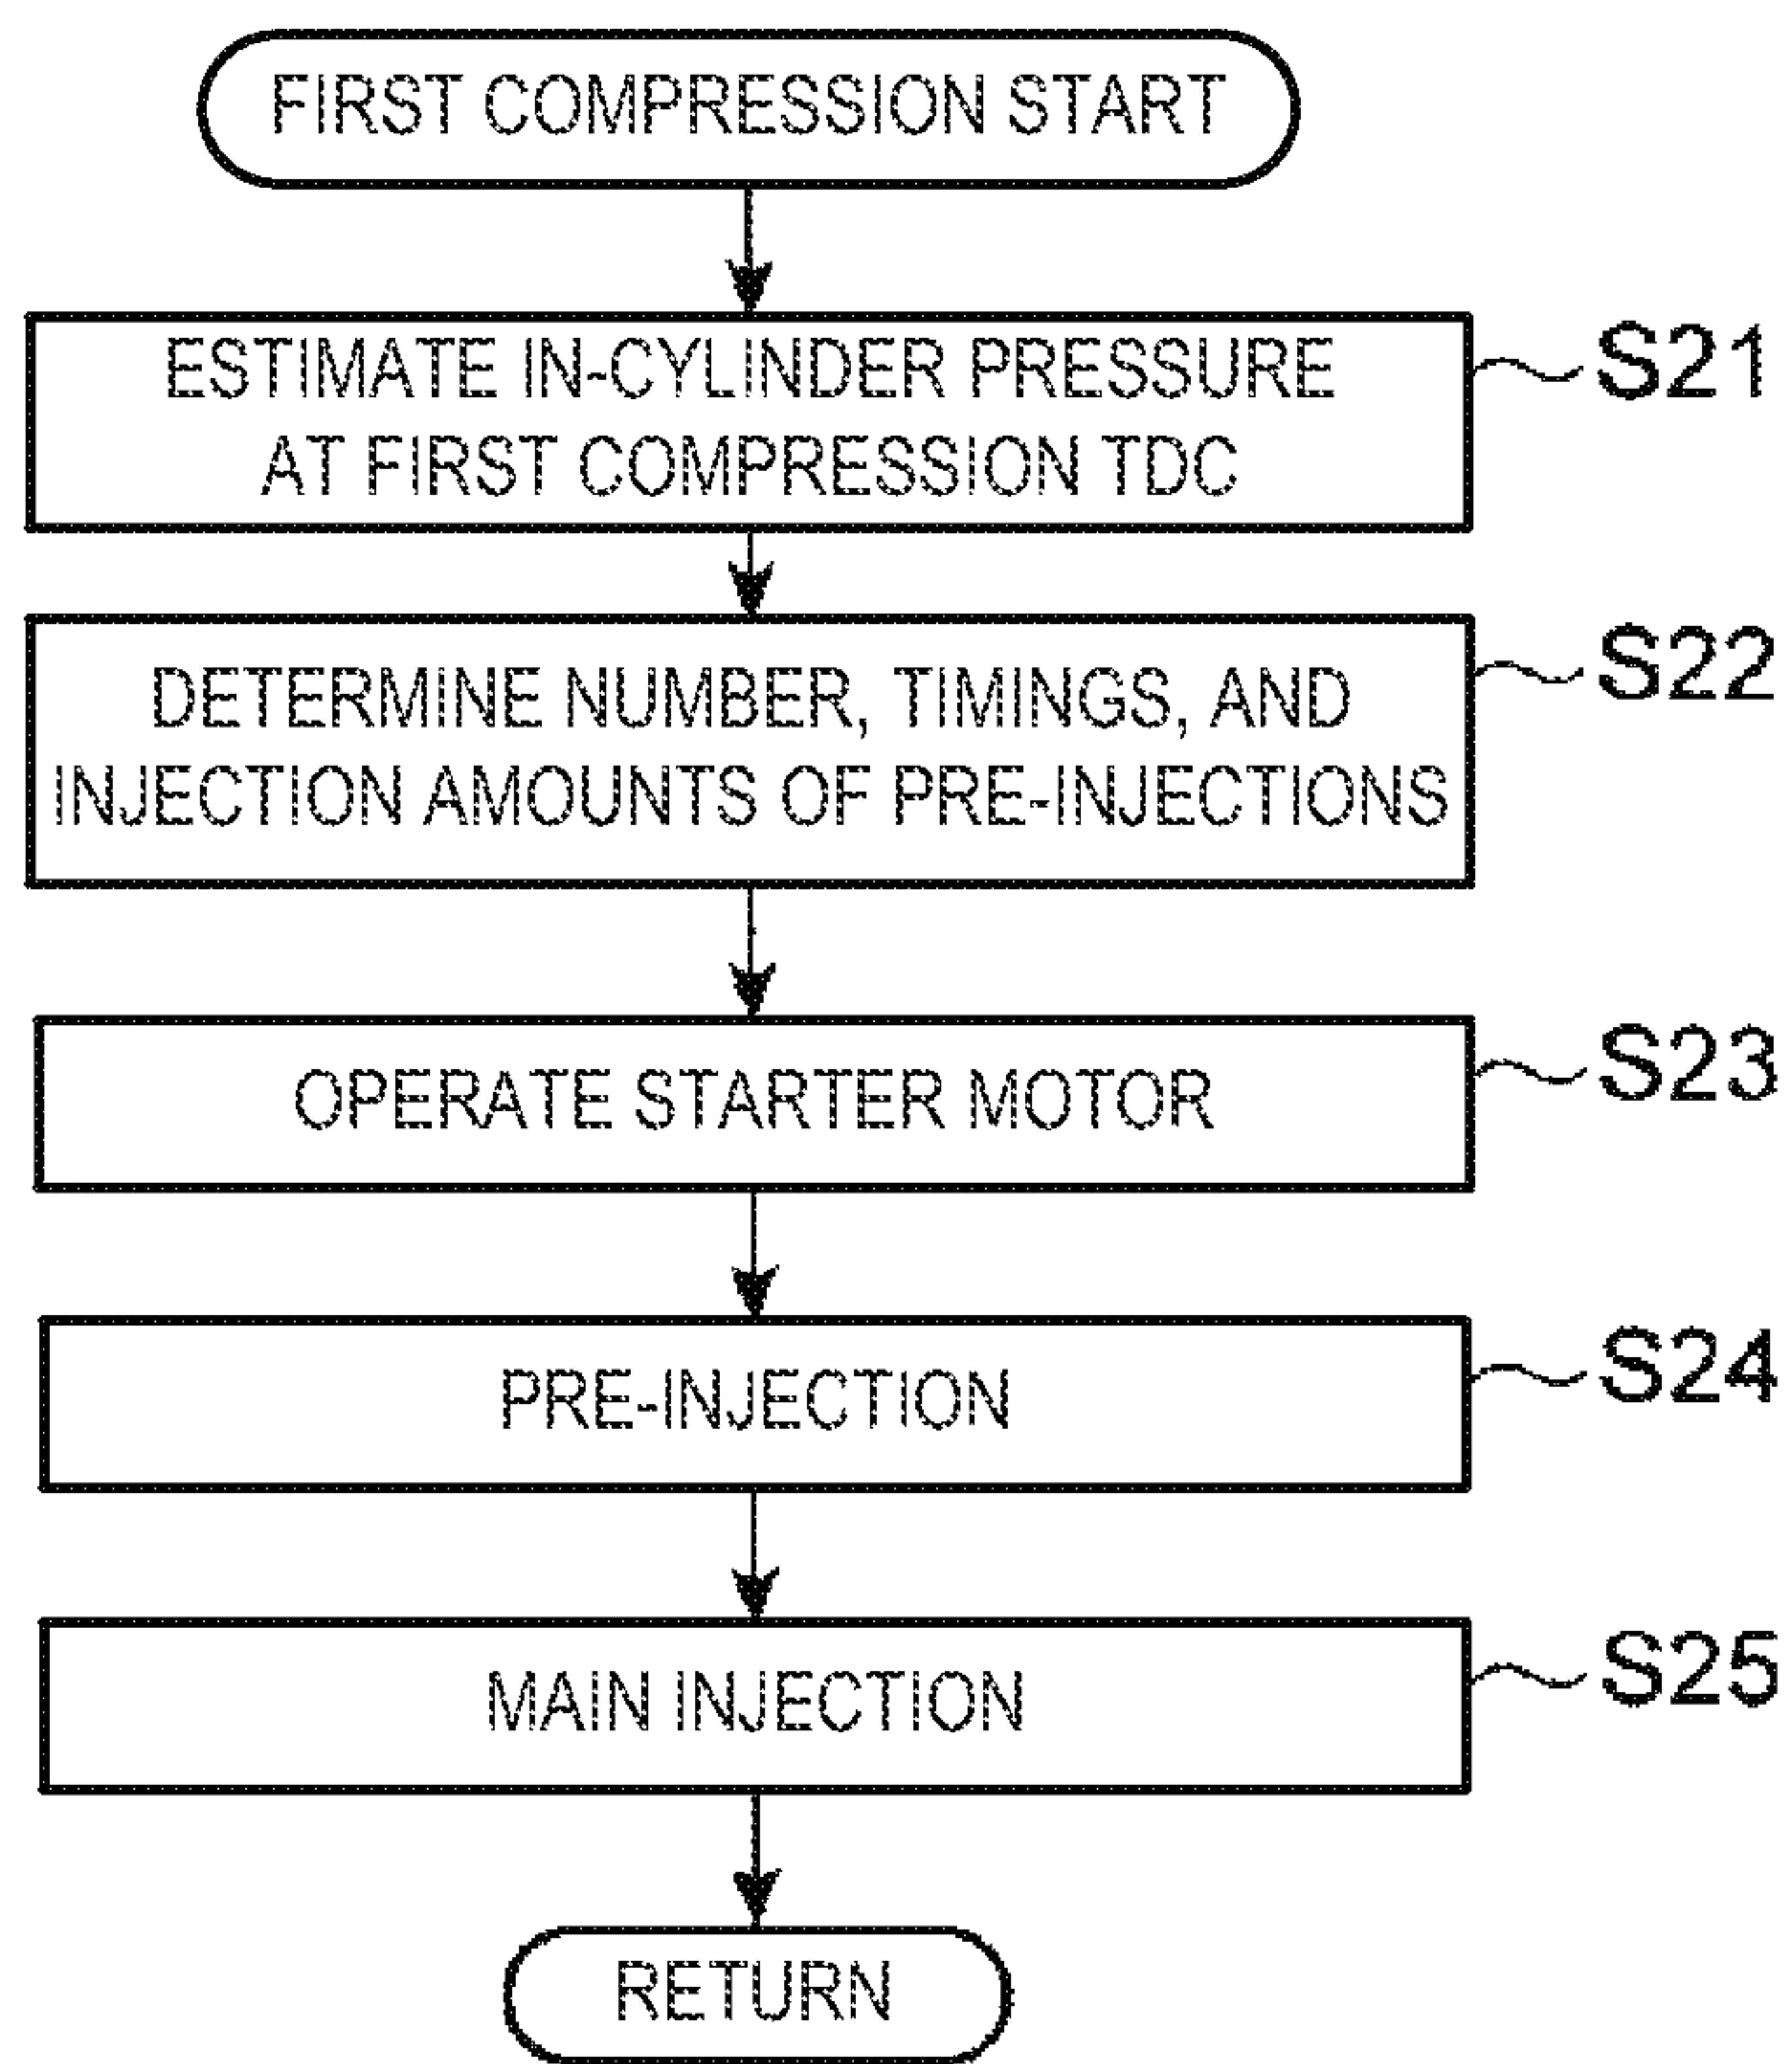 FIRST COMPRESSION START
ESTIMATE IN-CYLINDER PRESSURE
AT FIRST COMPRESSION TDC
S21
DETERMINE NUMBER, TIMINGS, AND
INJECTION AMOUNTS OF PRE-INJECTIONS
S22
OPERATE STARTER MOTOR
S23
PRE-INJECTION
S24
MAIN INJECTION
S25
RETURN